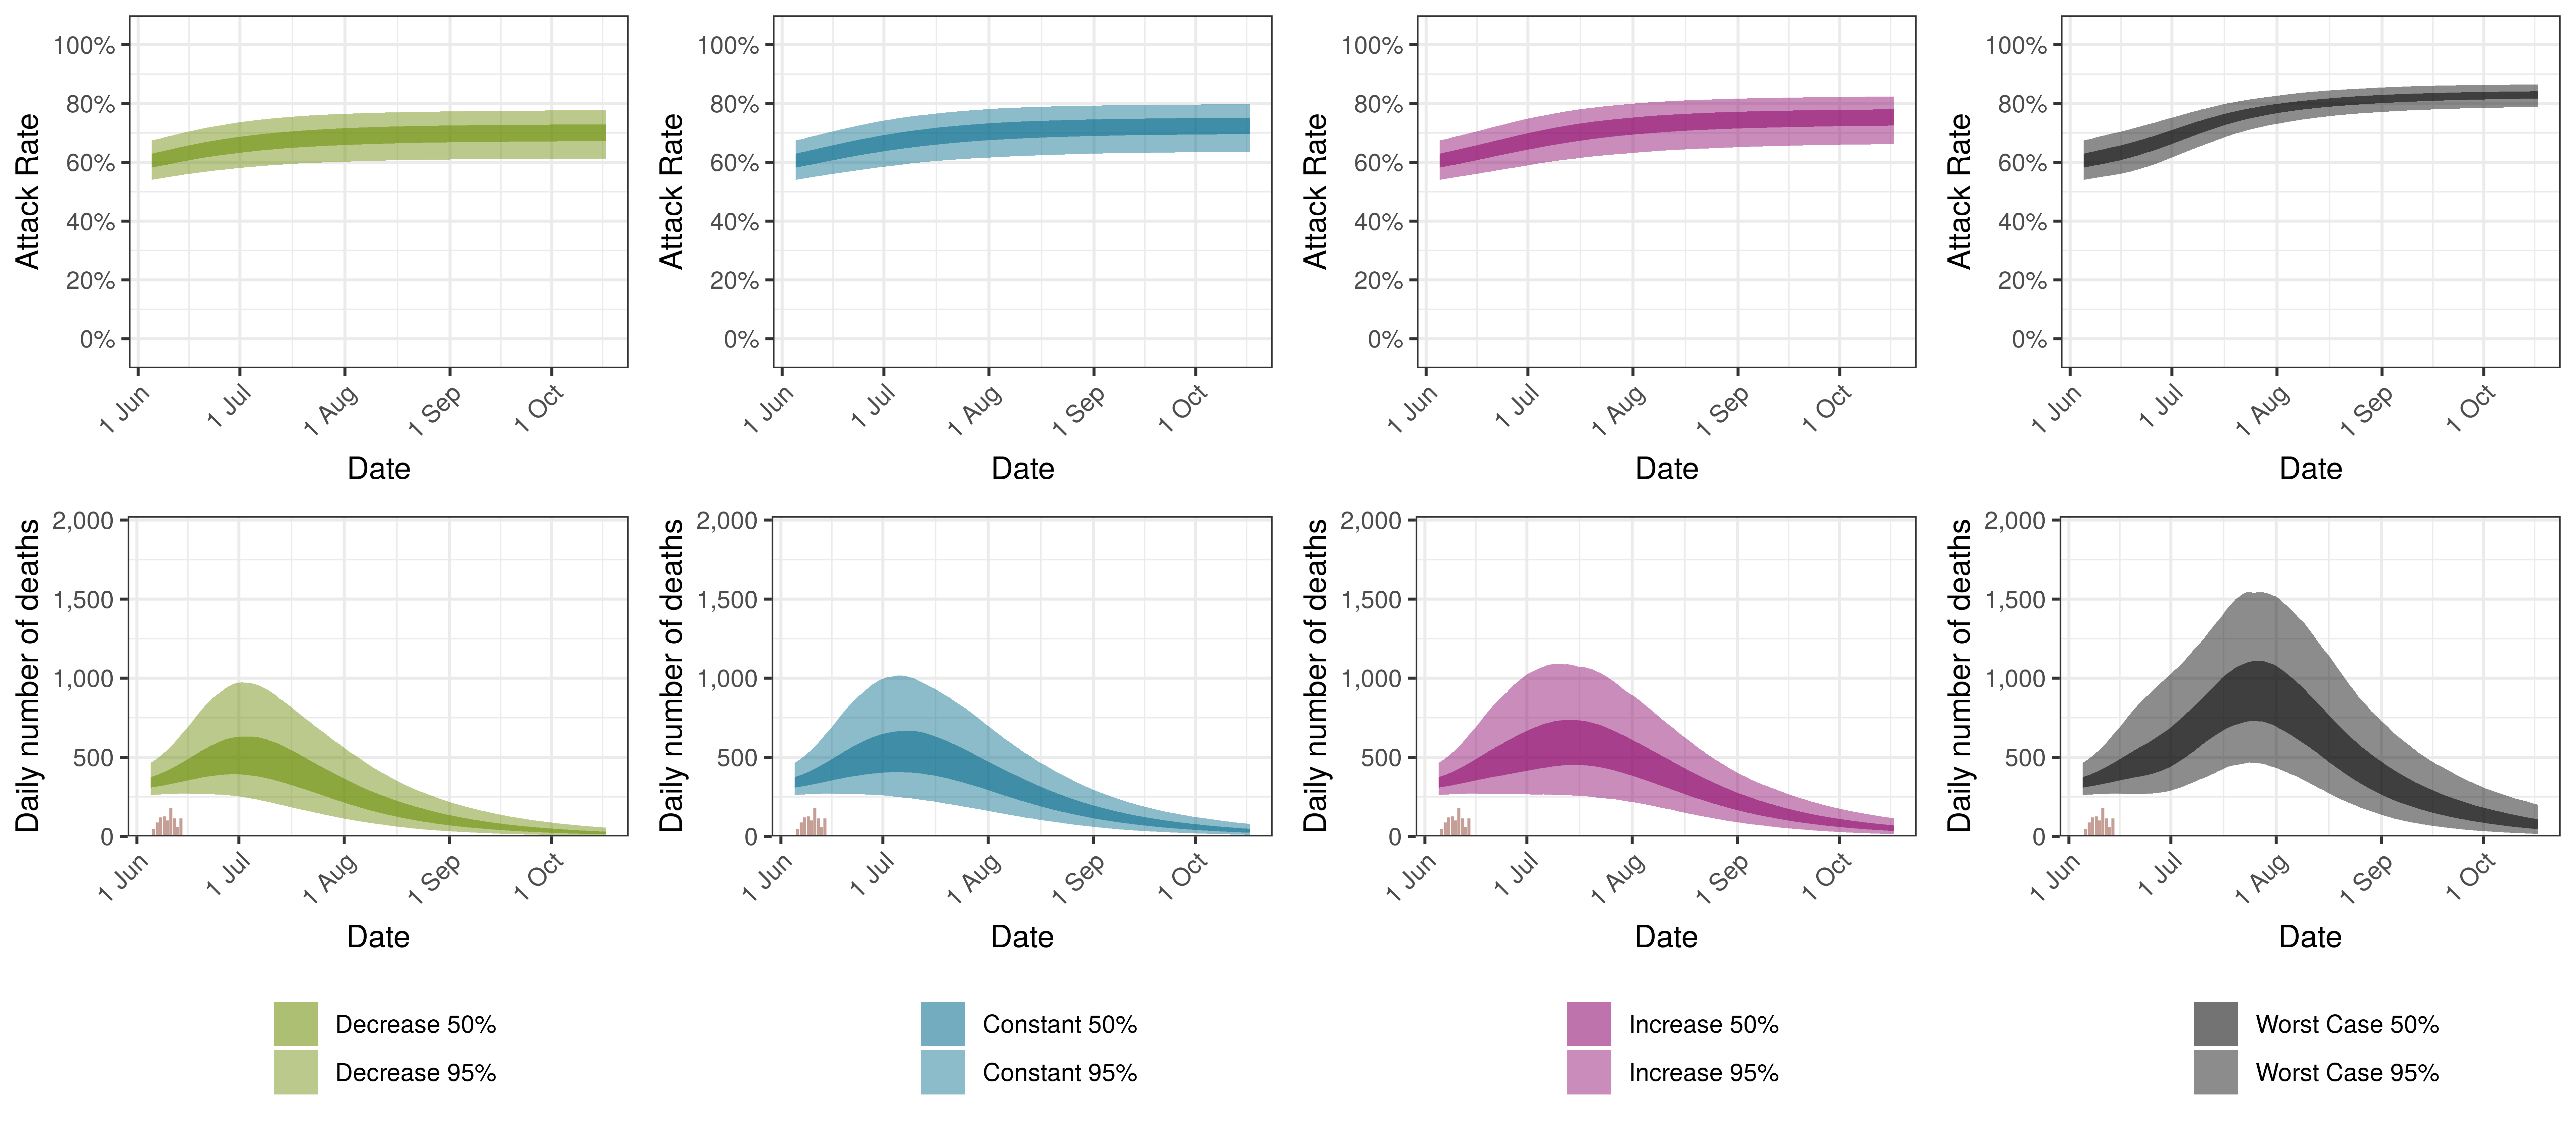 100%
80%
60%
40%
20%
0%
Attack Rate
1 Jun
1 Jul
1 Aug
1 Sep
1 Oct
Date
100%
80%
60%
40%
20%
0%
Attack Rate
1 Jun
1 Jul
1 Aug
1 Sep
1 Oct
Date
100%
80%
60%
40%
20%
0%
Attack Rate
1 Jun
1 Jul
1 Aug
1 Sep
1 Oct
Date
100%
80%
60%
40%
20%
0%
Attack Rate
1 Jun
1 Jul
1 Aug
1 Sep
1 Oct
Date
2,000
1,500
1,000
500
0
Daily number of deaths
1 Jun
1 Jul
1 Aug
1 Sep
1 Oct
Date
2,000
1,500
1,000
500
0
Daily number of deaths
1 Jun
1 Jul
1 Aug
1 Sep
1 Oct
Date
2,000
1,500
1,000
500
0
Daily number of deaths
1 Jun
1 Jul
1 Aug
1 Sep
1 Oct
Date
2,000
1,500
1,000
500
0
Daily number of deaths
1 Jun
1 Jul
1 Aug
1 Sep
1 Oct
Date
Decrease 50%
Decrease 95%
Constant 50%
Constant 95%
Increase 50%
Increase 95%
Worst Case 50%
Worst Case 95%